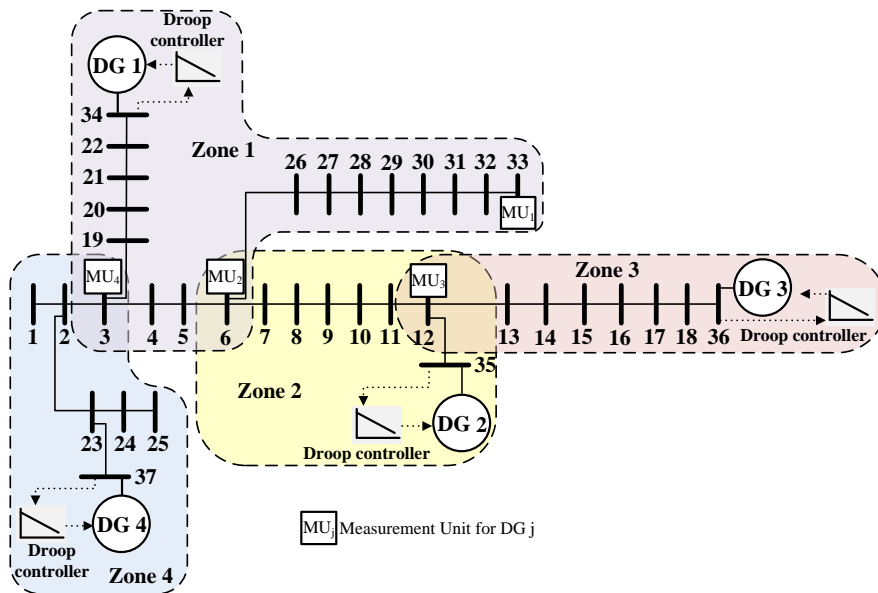 Droop
controller
DG 1
34
22
21
20
19
Zone 1
26 27 28 29 30 31 32 33
MU₁
MU₄
MU₂
MU₃
Zone 3
DG 3
1 2 3 4 5 6 7 8 9 10 11 12 13 14 15 16 17 18 36
Droop controller
Zone 2
35
DG 2
Droop controller
23 24 25
37
DG 4
Droop
controller
Zone 4
MUⱼ Measurement Unit for DG j